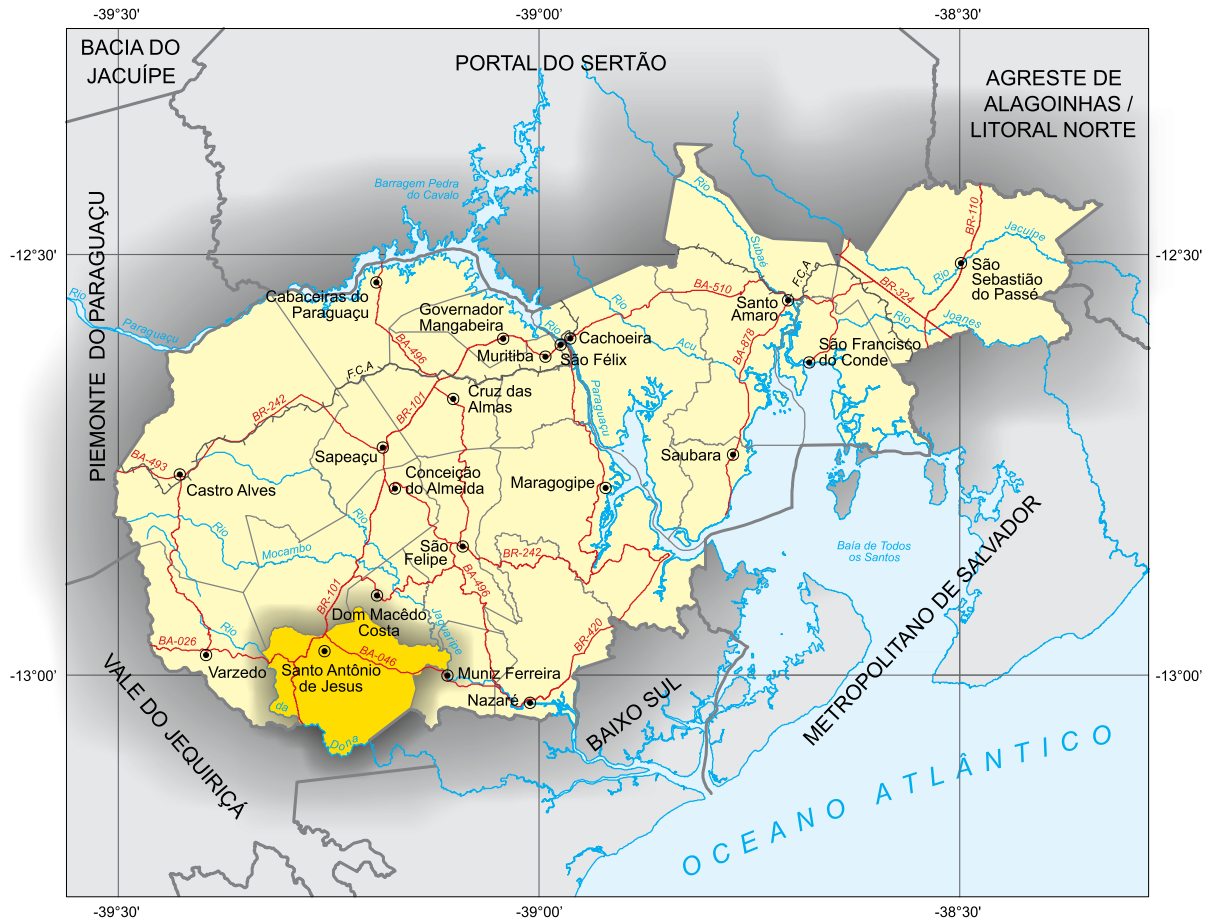 -39°30'
-39°00'
-38°30'
BACIA DO
JACUÍPE
PORTAL DO SERTÃO
AGRESTE DE
ALAGOINHAS /
LITORAL NORTE
PIEMONTE DO PARAGUAÇU
Barragem Pedra
do Cavalo
Rio
Subaé
BR-110
Jacuípe
Rio
-12°30'
-12°30'
São
Sebastião
do Passé
F.C.A
BR-324
BA-510
Santo
Amaro
Rio
Joanes
Rio
Paraguaçu
Cabaceiras do
Paraguaçu
Governador
Mangabeira
Rio
Cachoeira
Muritiba
São Félix
Rio
Acu
BA-878
São Francisco
do Conde
BA-496
F.C.A
Paraguaçu
Cruz das
Almas
BR-242
BR-101
Sapeaçu
Saubara
BA-493
Castro Alves
Conceição
do Almeida
Maragogipe
Rio
Mocambo
Rio
São
Felipe
BR-242
Baía de Todos
os Santos
BA-496
BR-101
Dom Macêdo
Costa
Jaguaripe
Rio
BA-026
BR-420
Varzedo
Santo Antônio
de Jesus
BA-046
Muniz Ferreira
Nazaré
-13°00'
-13°00'
da
Dona
VALE DO JEQUIRIÇÁ
BAIXO SUL
METROPOLITANO DE SALVADOR
OCEANO ATLÂNTICO
-39°30'
-39°00'
-38°30'